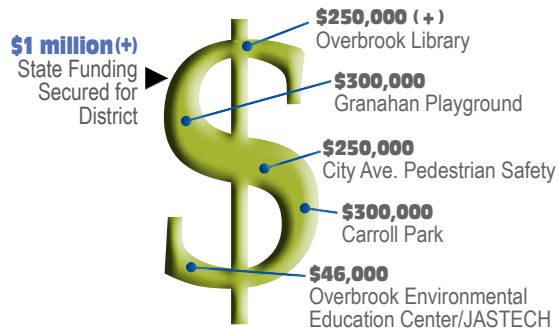 $1 million(+)
State Funding
Secured for
District
$250,000 (+)
Overbrook Library
$300,000
Granahan Playground
$250,000
City Ave. Pedestrian Safety
$300,000
Carroll Park
$46,000
Overbrook Environmental
Education Center/JASTECH